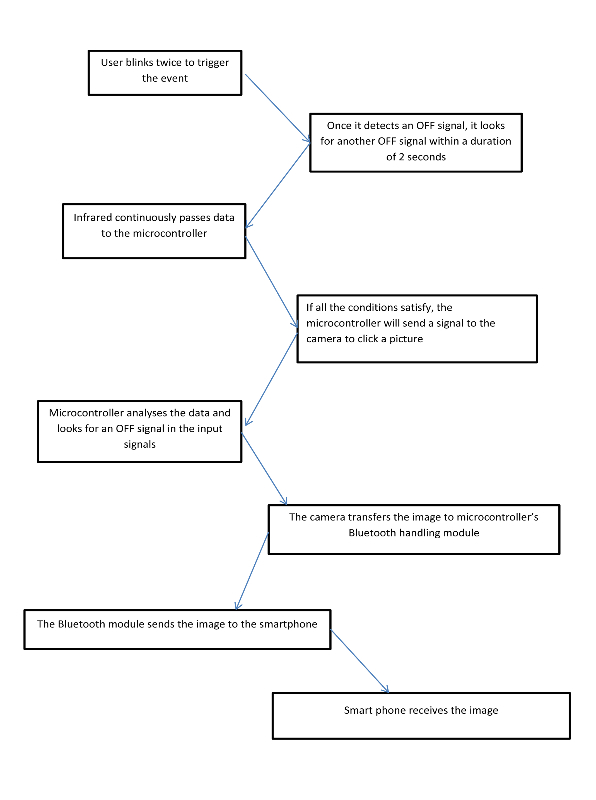 User blinks twice to trigger
the event
Once it detects an OFF signal, it looks
for another OFF signal within a duration
of 2 seconds
Infrared continuously passes data
to the microcontroller
If all the conditions satisfy, the
microcontroller will send a signal to the
camera to click a picture
Microcontroller analyses the data and
looks for an OFF signal in the input
signals
The camera transfers the image to microcontroller’s
Bluetooth handling module
The Bluetooth module sends the image to the smartphone
Smart phone receives the image